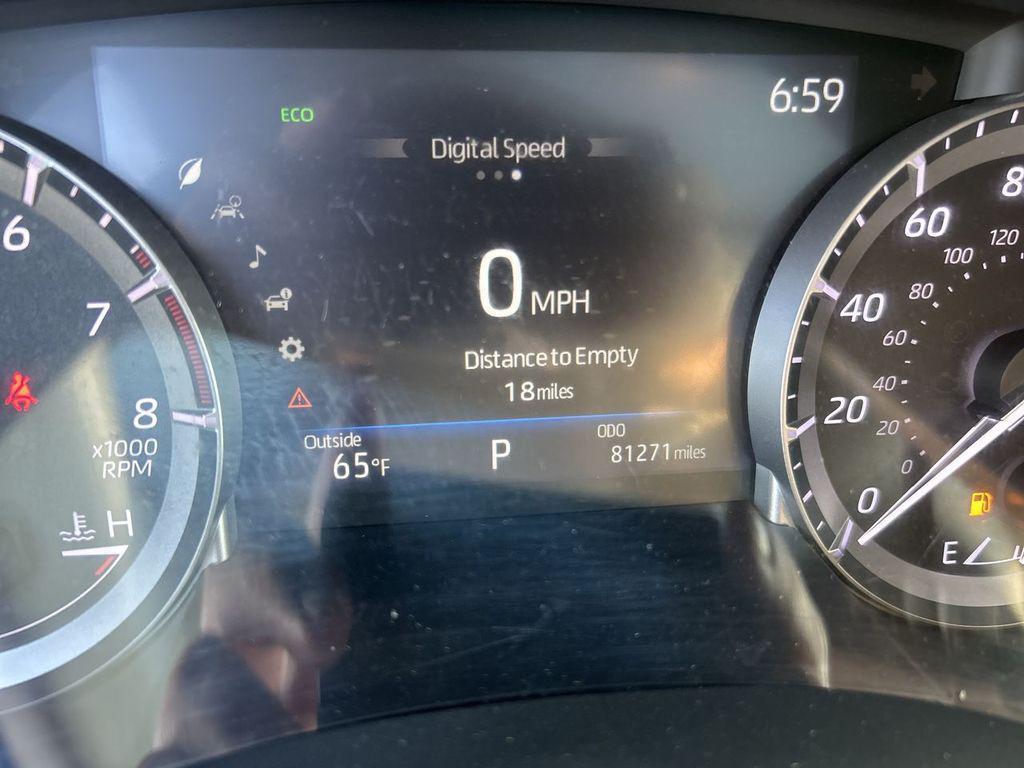 6:59
ECO
Digital Speed
0 MPH
Distance to Empty
18 miles
Outside
65°F
P
ODO
81271 miles
6
7
8
x1000
RPM
H
0
20
40
60
8
0
20
40
60
80
100
120
E